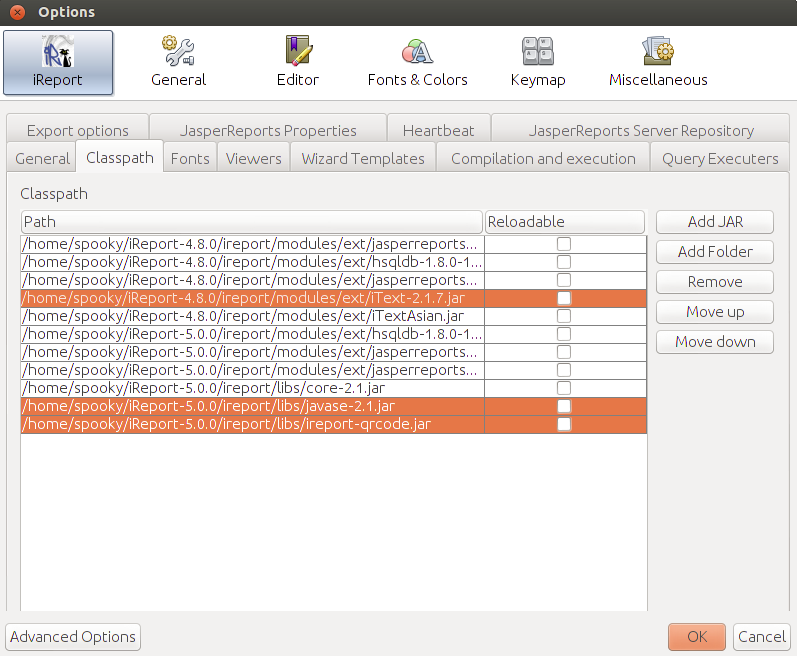 Options
iReport
General
Editor
Fonts & Colors
Keymap
Miscellaneous
Export options
JasperReports Properties
Heartbeat
JasperReports Server Repository
General
Classpath
Fonts
Viewers
Wizard Templates
Compilation and execution
Query Executers
Classpath
Path
Reloadable
/home/spooky/iReport-4.8.0/ireport/modules/ext/jasperreports...
/home/spooky/iReport-4.8.0/ireport/modules/ext/hsqldb-1.8.0-1...
/home/spooky/iReport-4.8.0/ireport/modules/ext/jasperreports...
/home/spooky/iReport-4.8.0/ireport/modules/ext/iText-2.1.7.jar
/home/spooky/iReport-4.8.0/ireport/modules/ext/iTextAsian.jar
/home/spooky/iReport-5.0.0/ireport/modules/ext/hsqldb-1.8.0-1...
/home/spooky/iReport-5.0.0/ireport/modules/ext/jasperreports...
/home/spooky/iReport-5.0.0/ireport/modules/ext/jasperreports...
/home/spooky/iReport-5.0.0/ireport/libs/core-2.1.jar
/home/spooky/iReport-5.0.0/ireport/libs/javase-2.1.jar
/home/spooky/iReport-5.0.0/ireport/libs/ireport-qrcode.jar
Add JAR
Add Folder
Remove
Move up
Move down
Advanced Options
OK
Cancel